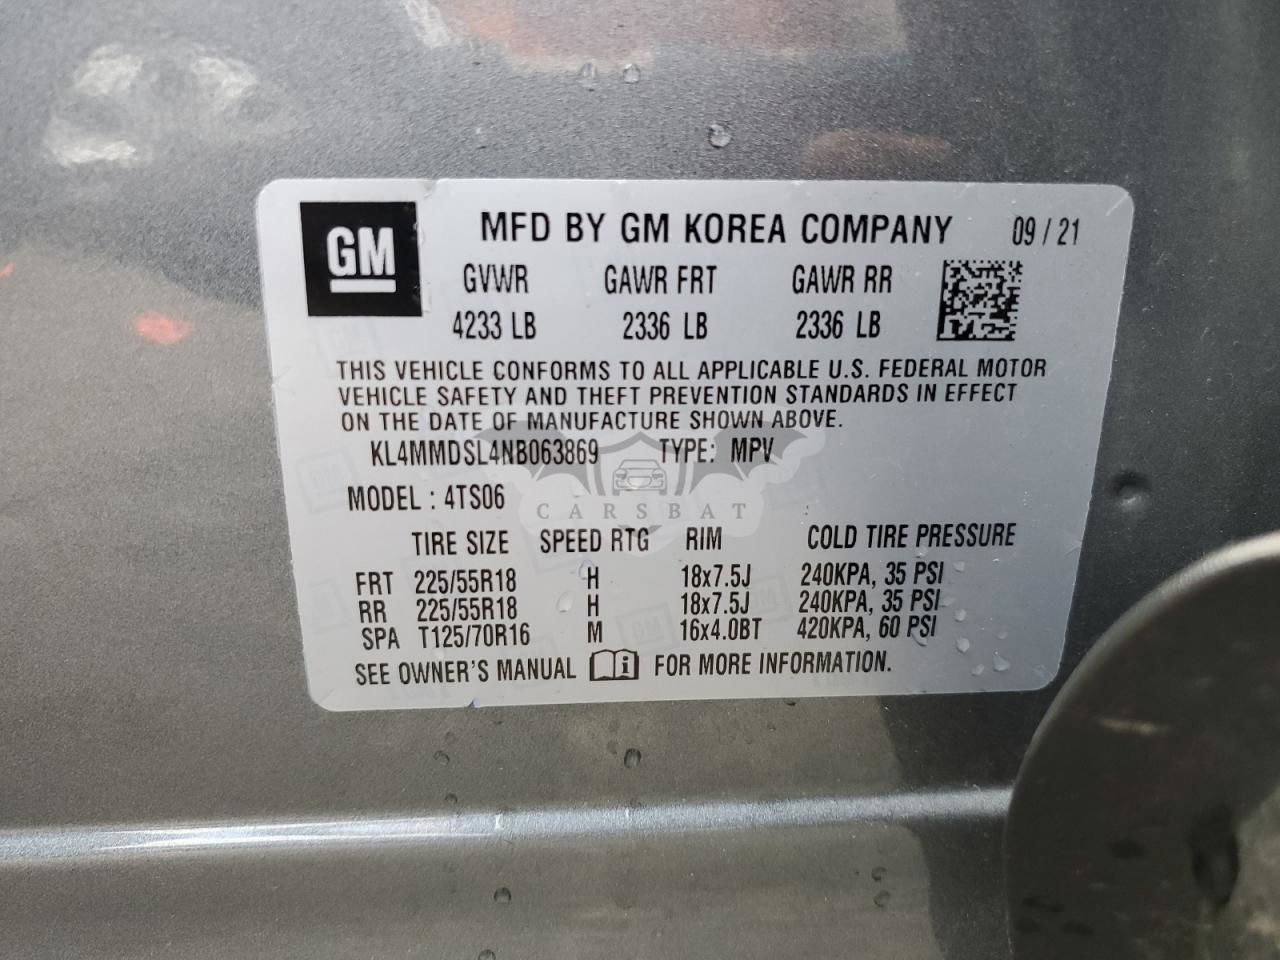 GM MFD BY GM KOREA COMPANY 09 / 21
GVWR GAWR FRT GAWR RR
4233 LB 2336 LB 2336 LB
THIS VEHICLE CONFORMS TO ALL APPLICABLE U.S. FEDERAL MOTOR
VEHICLE SAFETY AND THEFT PREVENTION STANDARDS IN EFFECT
ON THE DATE OF MANUFACTURE SHOWN ABOVE.
KL4MMDSL4NB063869 TYPE: MPV
MODEL : 4TS06
CARSBAT
TIRE SIZE SPEED RTG RIM COLD TIRE PRESSURE
FRT 225/55R18 H 18x7.5J 240KPA, 35 PSI
RR 225/55R18 H 18x7.5J 240KPA, 35 PSI
SPA T125/70R16 M 16x4.0BT 420KPA, 60 PSI
SEE OWNER'S MANUAL i FOR MORE INFORMATION.